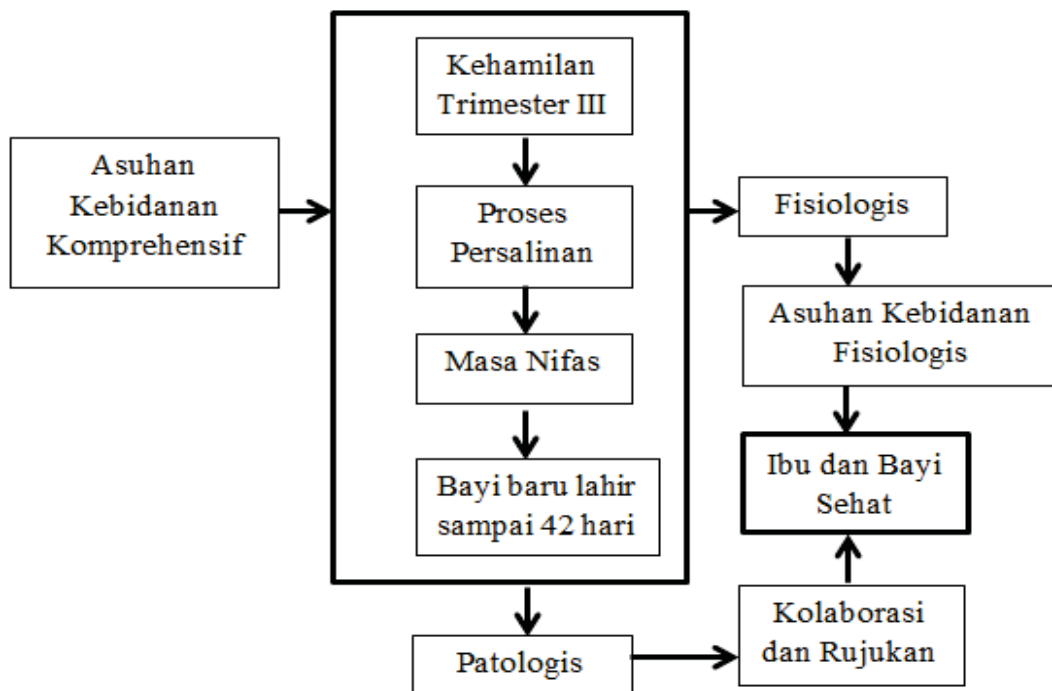 Asuhan
Kebidanan
Komprehensif
Kehamilan
Trimester III
Proses
Persalinan
Masa Nifas
Bayi baru lahir
sampai 42 hari
Fisiologis
Asuhan Kebidanan
Fisiologis
Ibu dan Bayi
Sehat
Patologis
Kolaborasi
dan Rujukan